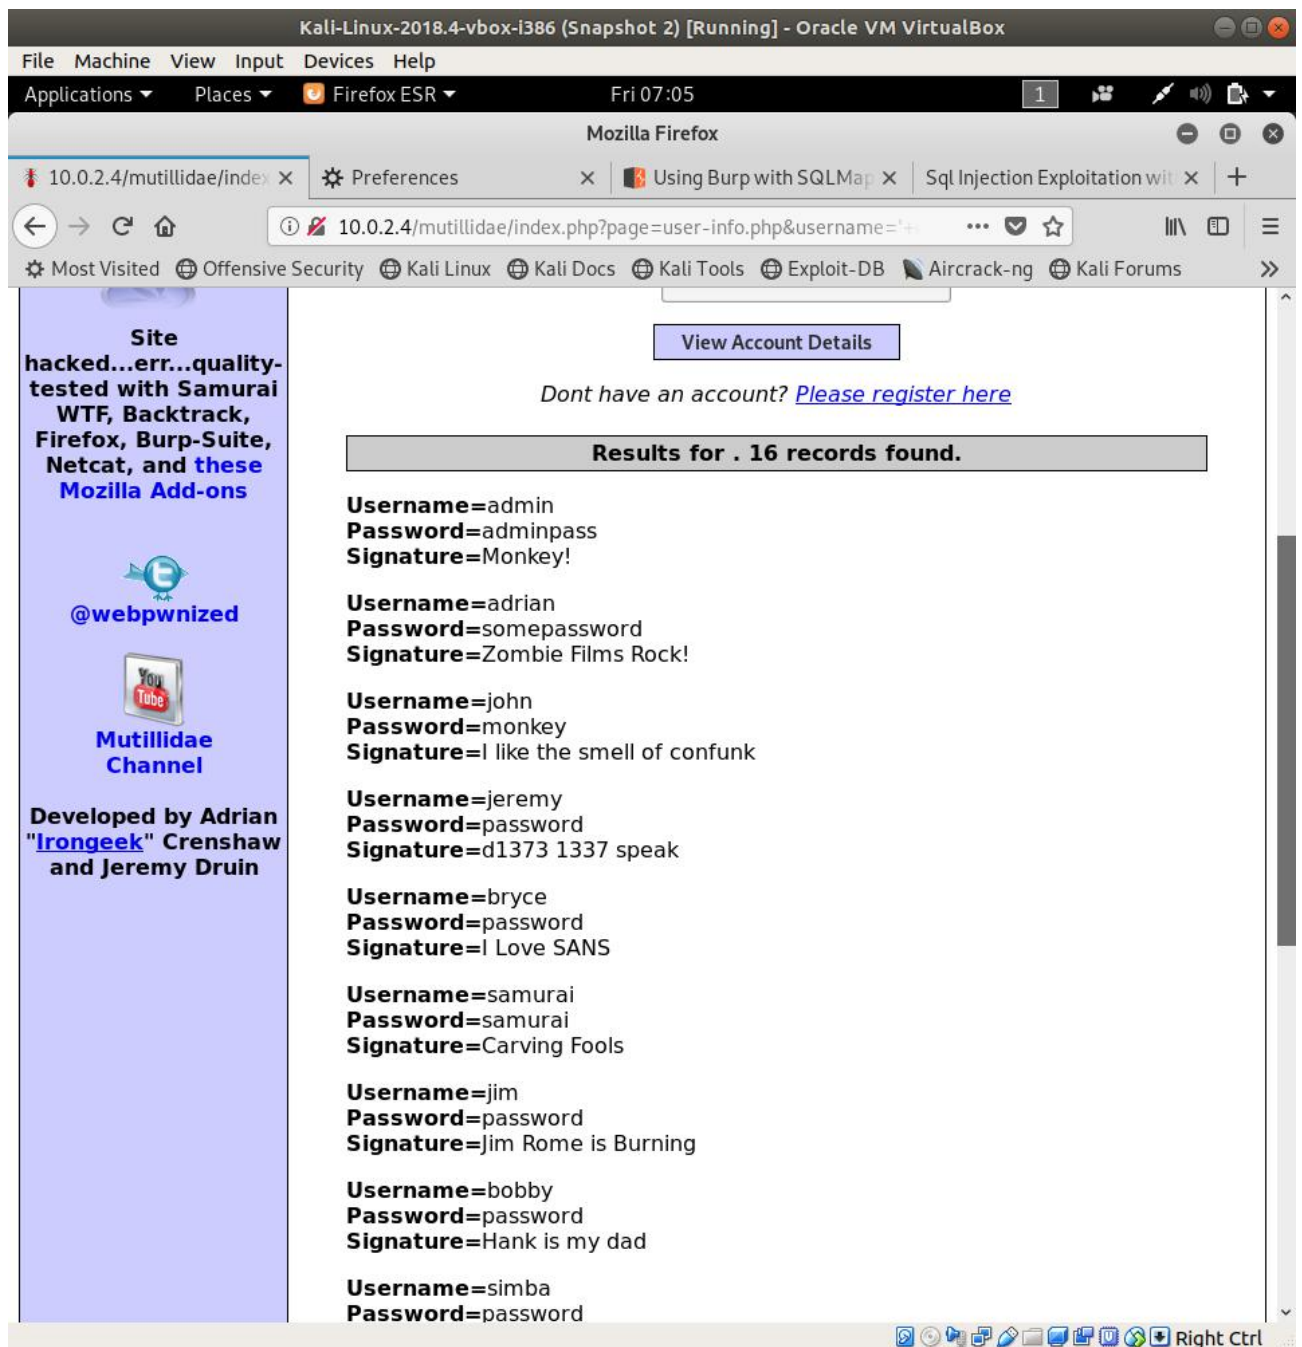 Kali-Linux-2018.4-vbox-i386 (Snapshot 2) [Running] - Oracle VM VirtualBox
File Machine View Input Devices Help
Applications Places Firefox ESR Fri 07:05 1
Mozilla Firefox
10.0.2.4/mutillidae/index Preferences Using Burp with SQLMap Sql Injection Exploitation wit
10.0.2.4/mutillidae/index.php?page=user-info.php&username='+
Most Visited Offensive Security Kali Linux Kali Docs Kali Tools Exploit-DB Aircrack-ng Kali Forums
Site
hacked...err...quality-
tested with Samurai
WTF, Backtrack,
Firefox, Burp-Suite,
Netcat, and these
Mozilla Add-ons
@webpwnized
You
Tube
Mutillidae
Channel
Developed by Adrian
"Irongeek" Crenshaw
and Jeremy Druin
View Account Details
Dont have an account? Please register here
Results for . 16 records found.
Username=admin
Password=adminpass
Signature=Monkey!
Username=adrian
Password=somepassword
Signature=Zombie Films Rock!
Username=john
Password=monkey
Signature=I like the smell of confunk
Username=jeremy
Password=password
Signature=d1373 1337 speak
Username=bryce
Password=password
Signature=I Love SANS
Username=samurai
Password=samurai
Signature=Carving Fools
Username=jim
Password=password
Signature=Jim Rome is Burning
Username=bobby
Password=password
Signature=Hank is my dad
Username=simba
Password=password
Right Ctrl